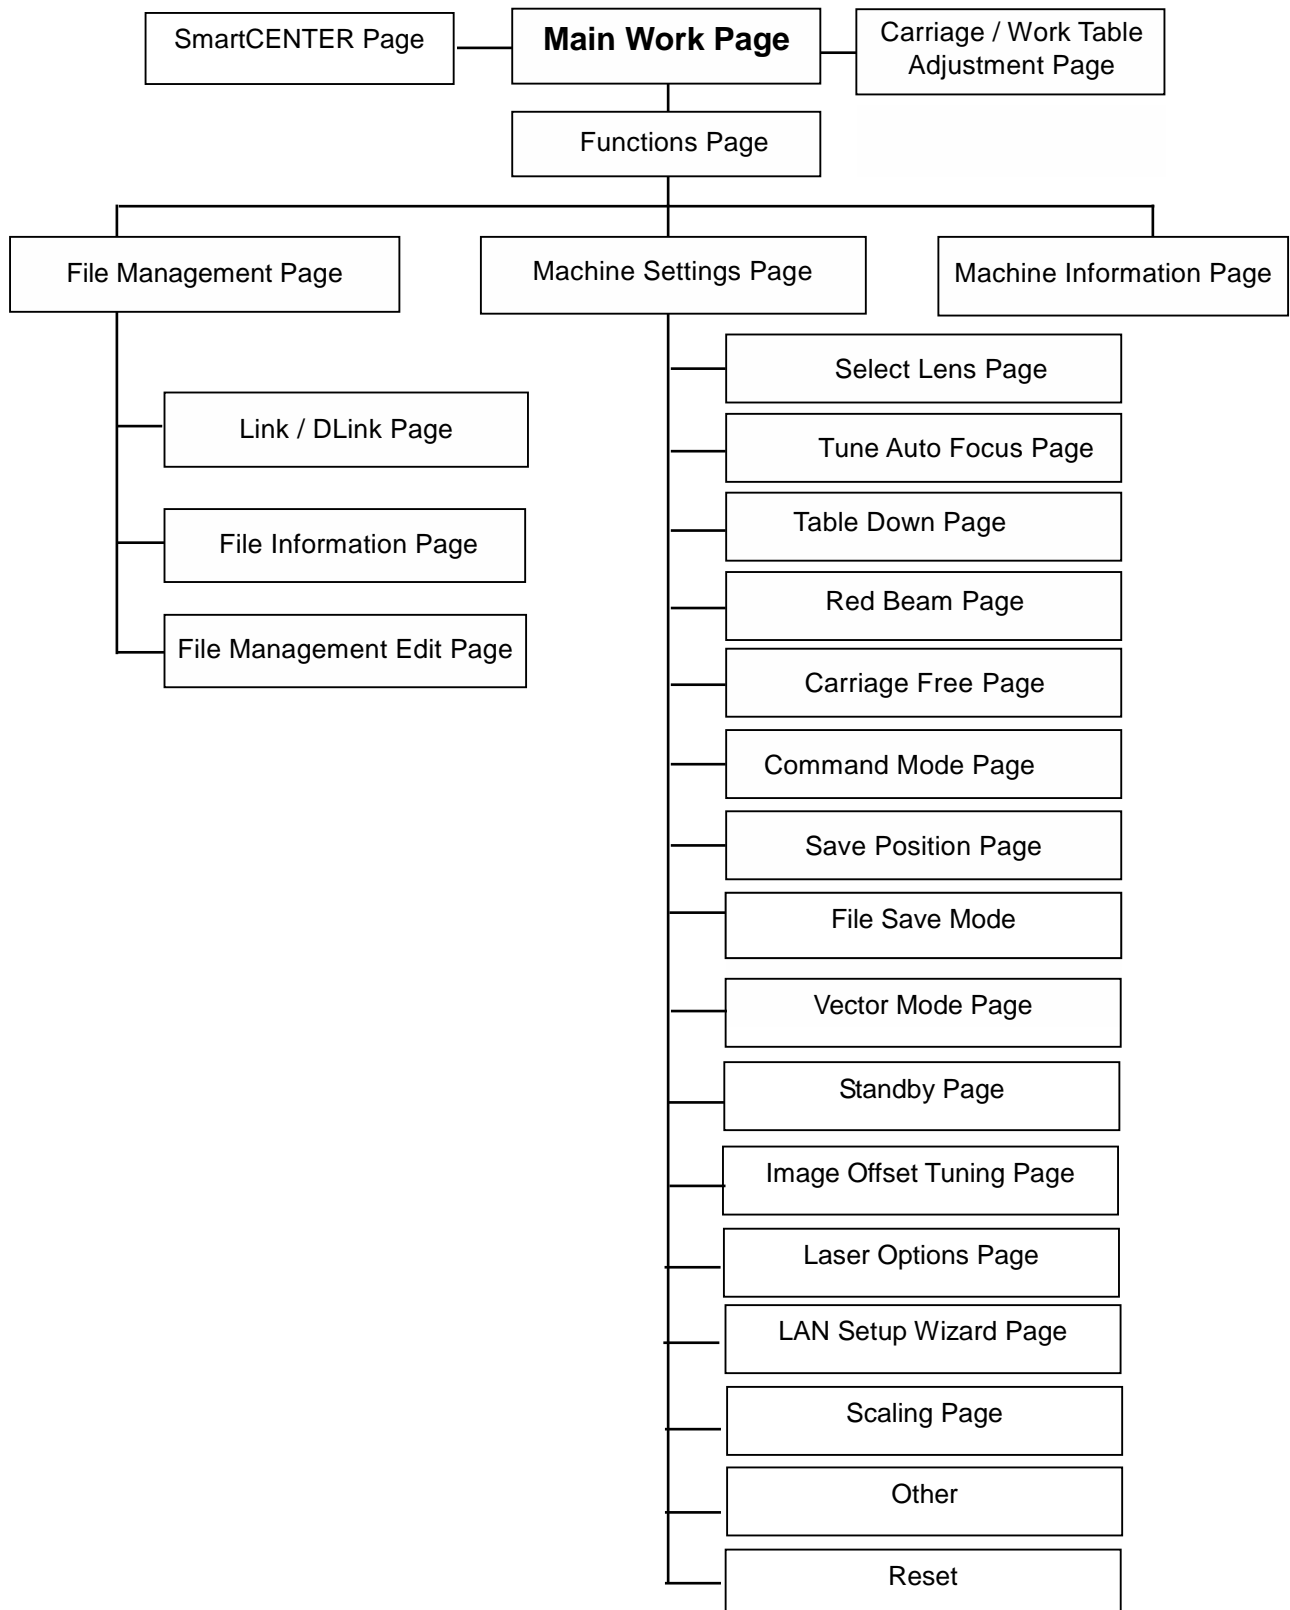 SmartCENTER Page
Main Work Page
Carriage / Work Table
Adjustment Page
Functions Page
File Management Page
Machine Settings Page
Machine Information Page
Link / DLink Page
File Information Page
File Management Edit Page
Select Lens Page
Tune Auto Focus Page
Table Down Page
Red Beam Page
Carriage Free Page
Command Mode Page
Save Position Page
File Save Mode
Vector Mode Page
Standby Page
Image Offset Tuning Page
Laser Options Page
LAN Setup Wizard Page
Scaling Page
Other
Reset